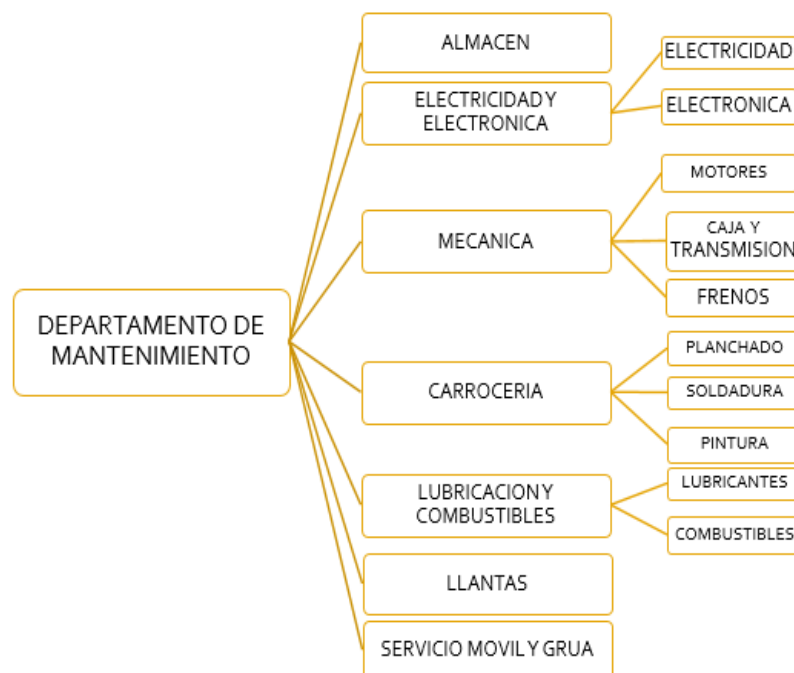 DEPARTAMENTO DE
MANTENIMIENTO
ALMACEN
ELECTRICIDAD Y
ELECTRONICA
ELECTRICIDAD
ELECTRONICA
MECANICA
MOTORES
CAJA Y
TRANSMISION
FRENOS
CARROCERIA
PLANCHADO
SOLDADURA
PINTURA
LUBRICACION Y
COMBUSTIBLES
LUBRICANTES
COMBUSTIBLES
LLANTAS
SERVICIO MOVIL Y GRUA